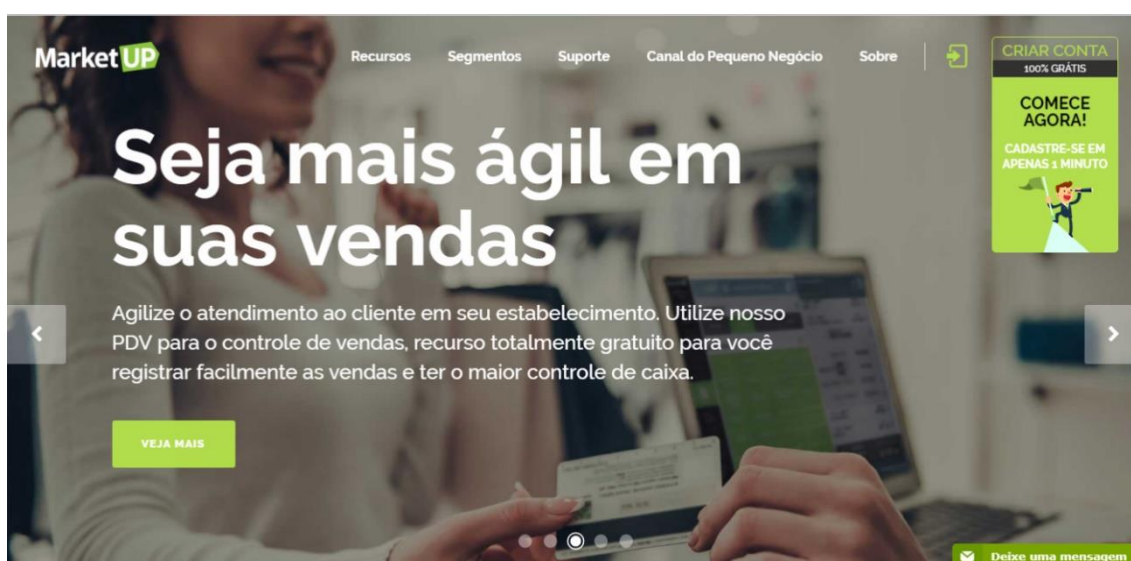 MarketUP
Recursos Segmentos Suporte Canal do Pequeno Negócio Sobre
CRIAR CONTA
100% GRÁTIS
COMECE
AGORA!
CADASTRE-SE EM
APENAS 1 MINUTO
Seja mais ágil em
suas vendas
Agilize o atendimento ao cliente em seu estabelecimento. Utilize nosso
PDV para o controle de vendas, recurso totalmente gratuito para você
registrar facilmente as vendas e ter o maior controle de caixa.
VEJA MAIS
Deixe uma mensagem